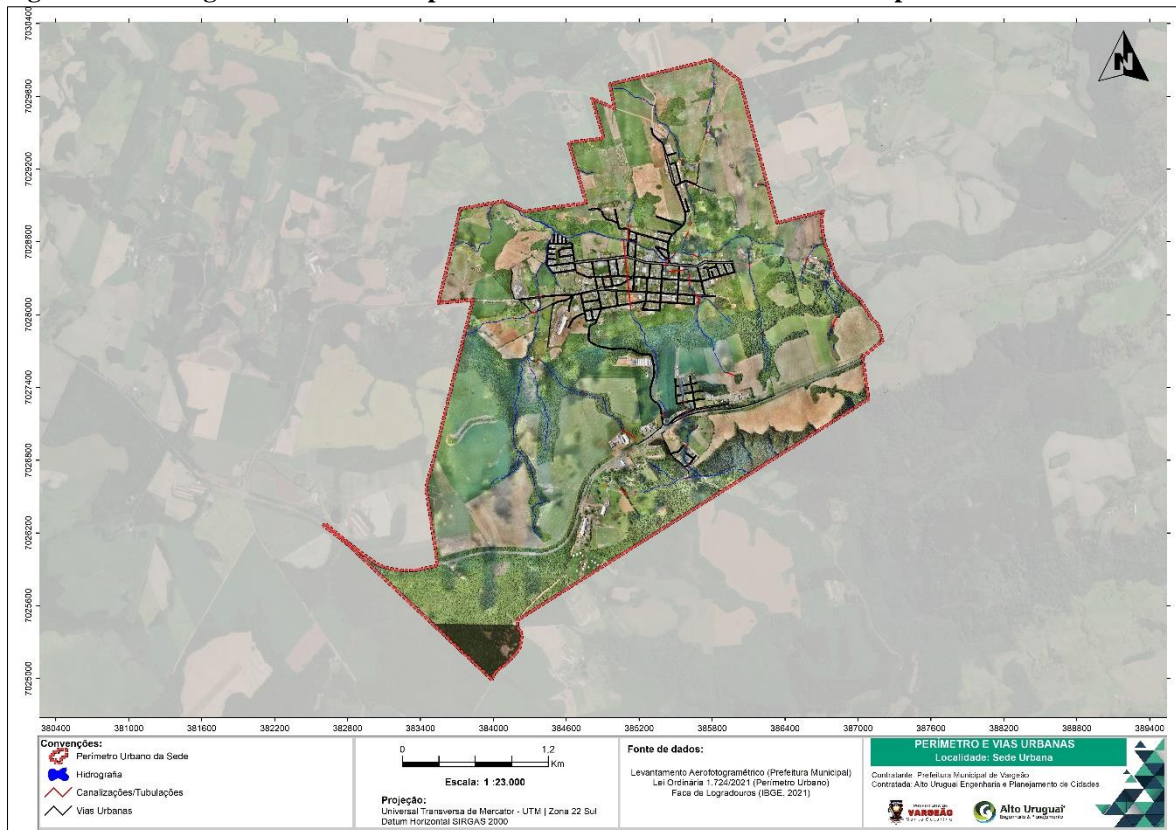 7030400
7029800
7029200
7028600
7028000
7027400
7026800
7026200
7025600
7025000
N
380400 381000 381600 382200 382800 383400 384000 384600 385200 385800 386400 387000 387600 388200 388800 389400
Convenções:
Perímetro Urbano da Sede
Hidrografia
Canalizações/Tubulações
Vias Urbanas
0 1,2
Km
Escala: 1 :23.000
Projeção:
Universal Transversa de Mercator - UTM | Zona 22 Sul
Datum Horizontal SIRGAS 2000
Fonte de dados:
Levantamento Aerofotogramétrico (Prefeitura Municipal)
Lei Ordinária 1.724/2021 (Perímetro Urbano)
Face de Logradouros (IBGE, 2021)
PERÍMETRO E VIAS URBANAS
Localidade: Sede Urbana
Contratante: Prefeitura Municipal de Vargeão
Contratada: Alto Uruguai Engenharia e Planejamento de Cidades
VARGEÃO
Alto Uruguai
Engenharia & Planejamento